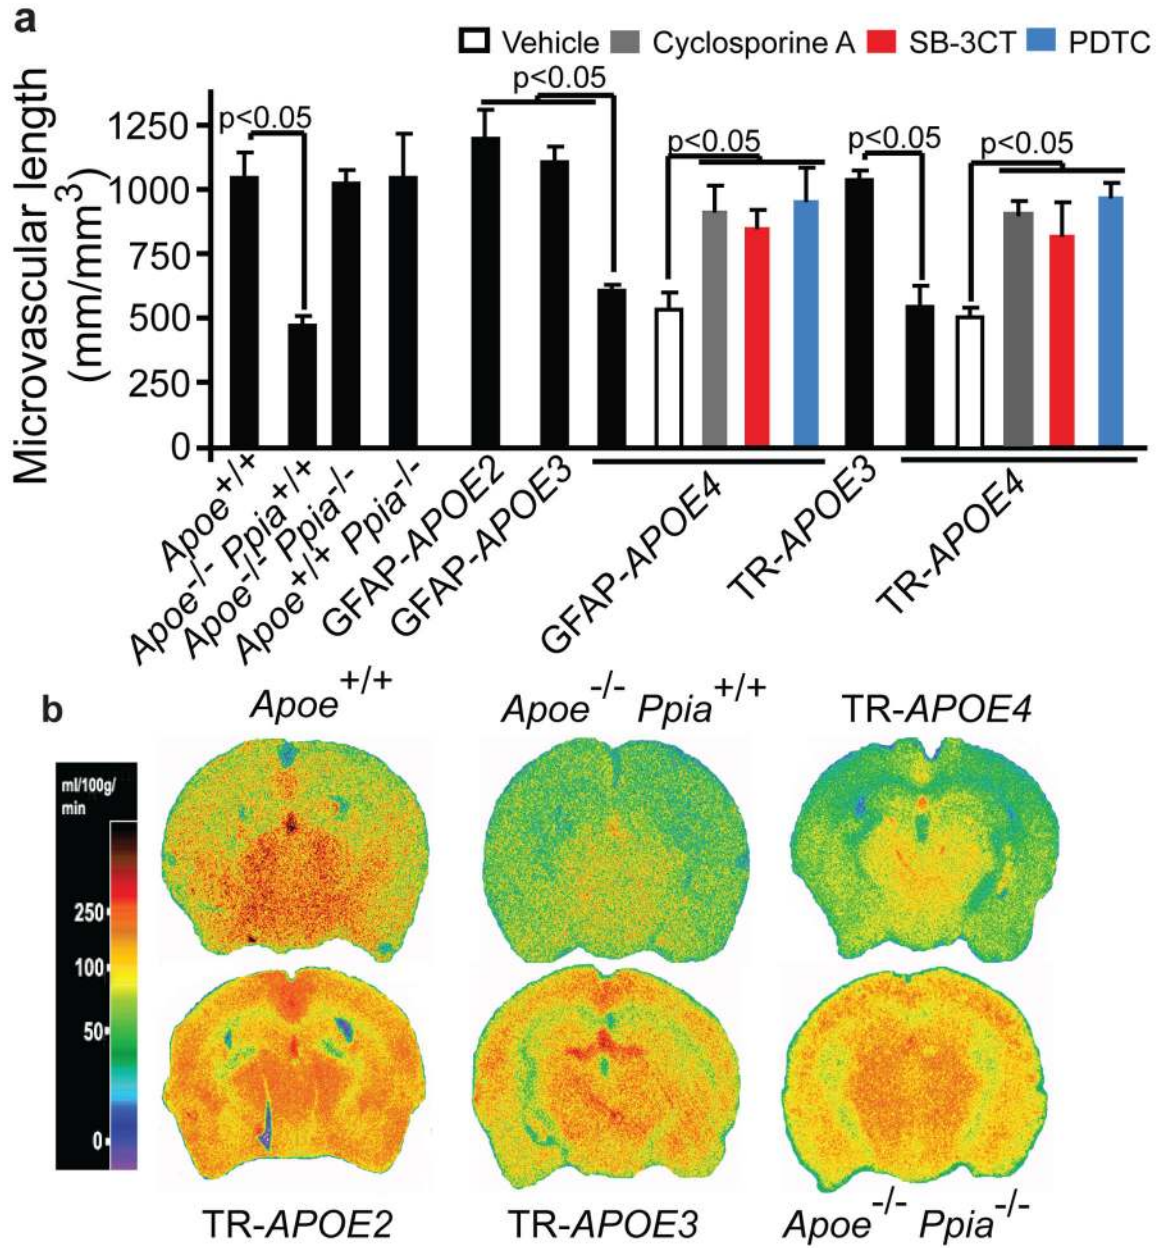 a
Vehicle Cyclosporine A SB-3CT PDTC
Microvascular length
(mm/mm³)
1250
1000
750
500
250
0
p<0.05
p<0.05
p<0.05
p<0.05
p<0.05
Apoe+/+
Apoe-/- Ppia+/+
Apoe-/- Ppia-/-
Apoe+/+ Ppia-/-
GFAP-APOE2
GFAP-APOE3
GFAP-APOE4
TR-APOE3
TR-APOE4
b
Apoe+/+ Apoe-/- Ppia+/+ TR-APOE4
ml/100g/
min
250
100
50
0
TR-APOE2 TR-APOE3 Apoe-/- Ppia-/-